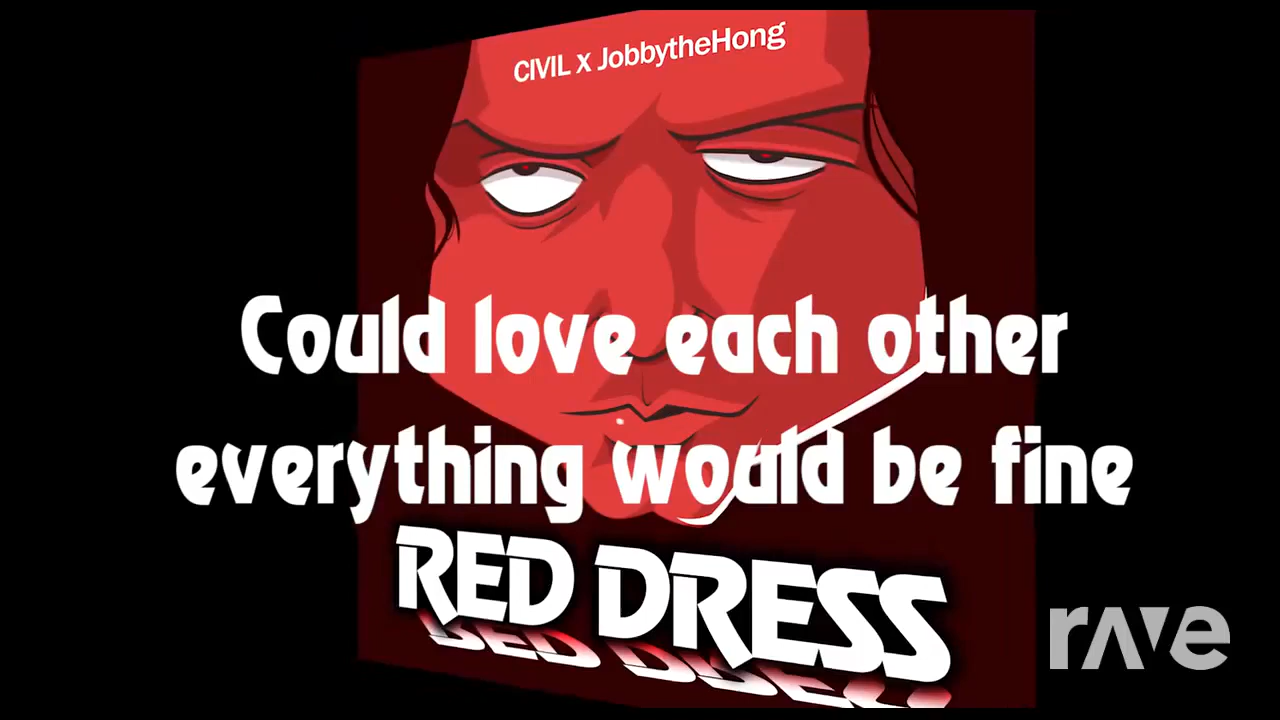 CIVIL x JobbytheHong
Could love each other
everything would be fine
RED DRESS
rave